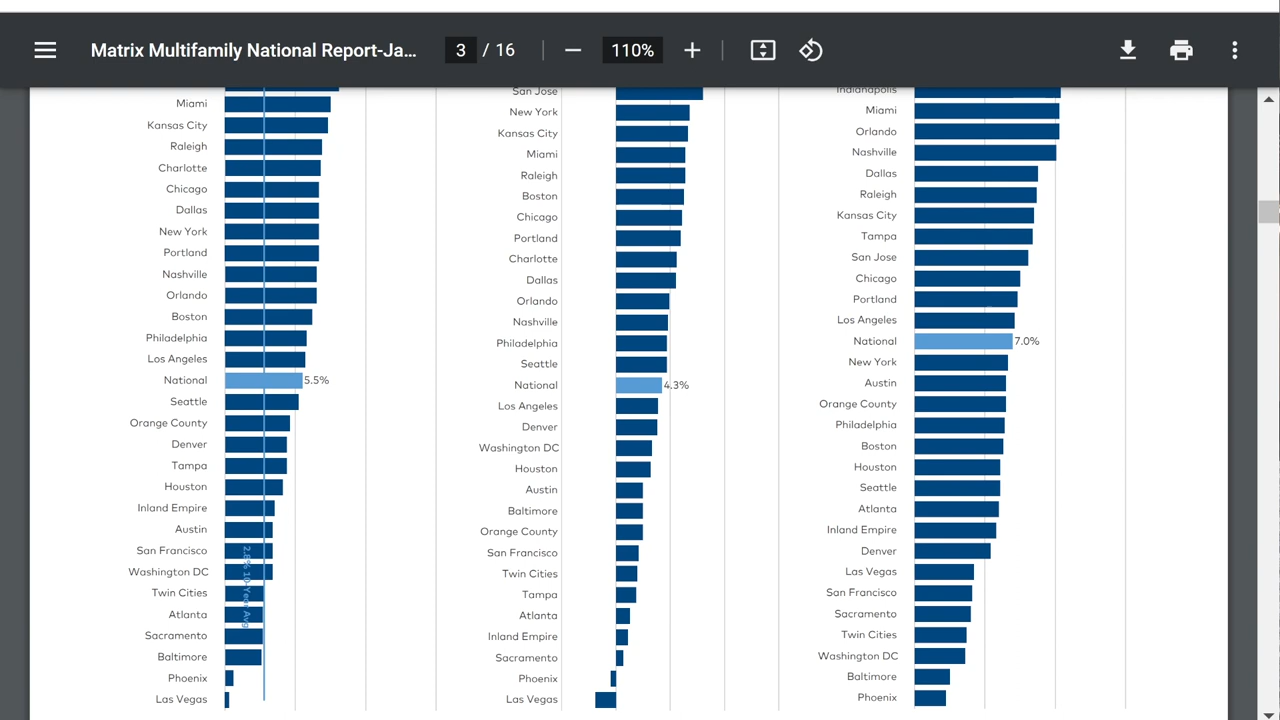 Matrix Multifamily National Report-Ja...
3 / 16
110%
Miami
Kansas City
Raleigh
Charlotte
Chicago
Dallas
New York
Portland
Nashville
Orlando
Boston
Philadelphia
Los Angeles
National 5.5%
Seattle
Orange County
Denver
Tampa
Houston
Inland Empire
Austin
San Francisco
Washington DC
Twin Cities
Atlanta
Sacramento
Baltimore
Phoenix
Las Vegas
2.8% 10-Year Avg
San Jose
New York
Kansas City
Miami
Raleigh
Boston
Chicago
Portland
Charlotte
Dallas
Orlando
Nashville
Philadelphia
Seattle
National 4.3%
Los Angeles
Denver
Washington DC
Houston
Austin
Baltimore
Orange County
San Francisco
Twin Cities
Tampa
Atlanta
Inland Empire
Sacramento
Phoenix
Las Vegas
Indianapolis
Miami
Orlando
Nashville
Dallas
Raleigh
Kansas City
Tampa
San Jose
Chicago
Portland
Los Angeles
National 7.0%
New York
Austin
Orange County
Philadelphia
Boston
Houston
Seattle
Atlanta
Inland Empire
Denver
Las Vegas
San Francisco
Sacramento
Twin Cities
Washington DC
Baltimore
Phoenix